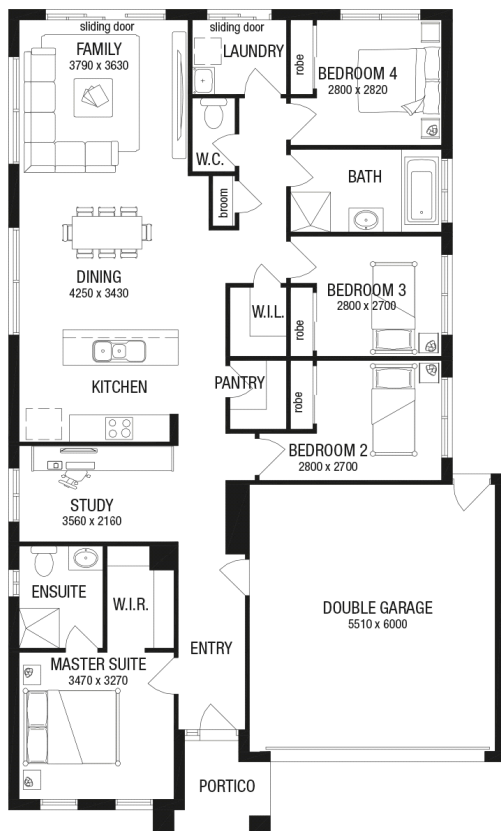 sliding door
sliding door
FAMILY
3790 x 3630
LAUNDRY
robe
BEDROOM 4
2800 x 2820
W.C.
BATH
broom
DINING
4250 x 3430
W.I.L.
robe
BEDROOM 3
2800 x 2700
KITCHEN
PANTRY
robe
BEDROOM 2
2800 x 2700
STUDY
3560 x 2160
ENSUITE
W.I.R.
DOUBLE GARAGE
5510 x 6000
ENTRY
MASTER SUITE
3470 x 3270
PORTICO